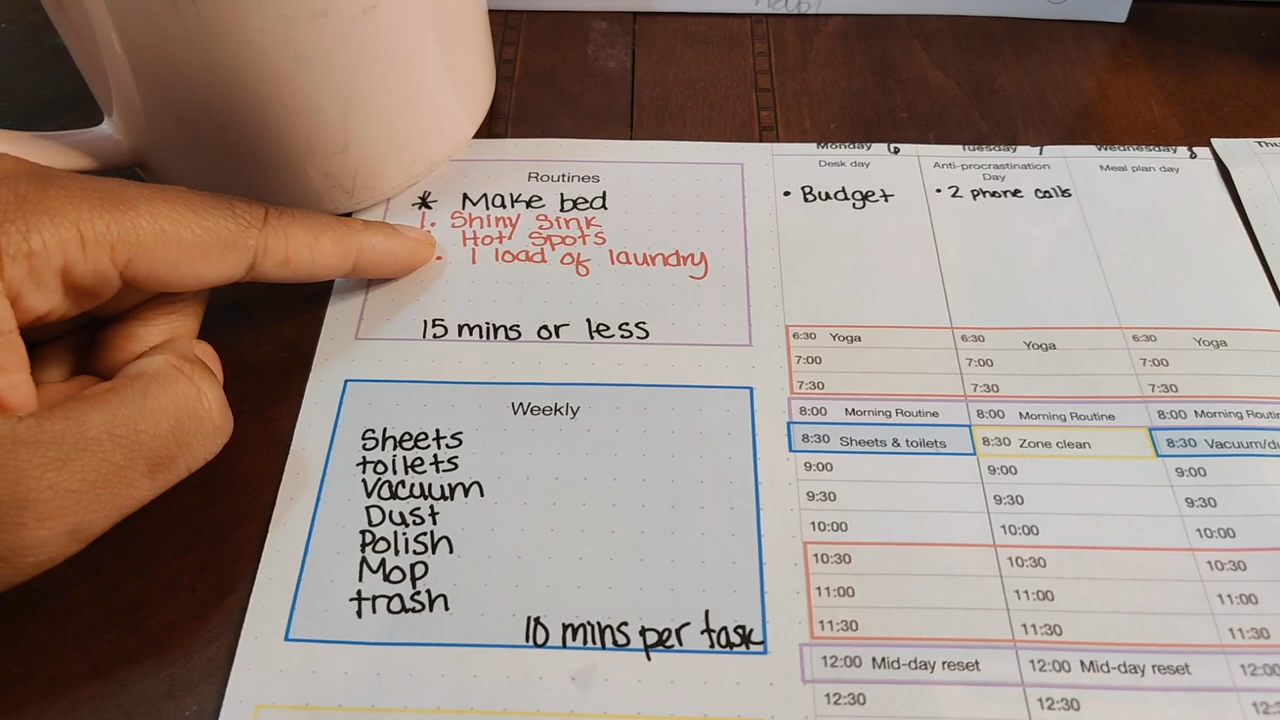 Routines
* Make bed
1. Shiny Sink
Hot Spots
. 1 load of laundry
15 mins or less
Weekly
Sheets
toilets
Vacuum
Dust
Polish
Mop
trash
10 mins per task
Monday 6
Desk day
• Budget
6:30 Yoga
7:00
7:30
8:00 Morning Routine
8:30 Sheets & toilets
9:00
9:30
10:00
10:30
11:00
11:30
12:00 Mid-day reset
12:30
Tuesday 7
Anti-procrastination
Day
• 2 phone calls
6:30 Yoga
7:00
7:30
8:00 Morning Routine
8:30 Zone clean
9:00
9:30
10:00
10:30
11:00
11:30
12:00 Mid-day reset
12:30
Wednesday 8
Meal plan day
6:30 Yoga
7:00
7:30
8:00 Morning Routi
8:30 Vacuum/du
9:00
9:30
10:00
10:30
11:00
11:30
12:00
12:
Thu